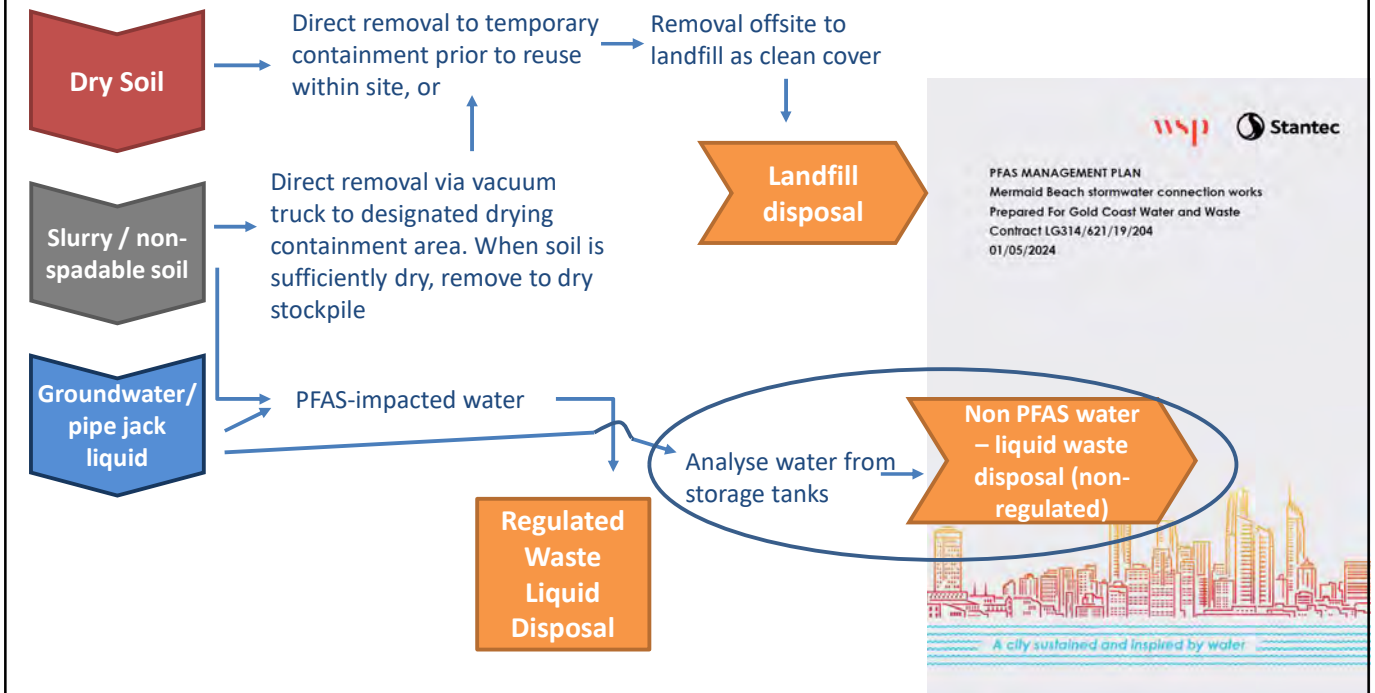 Dry Soil
Direct removal to temporary
containment prior to reuse
within site, or
Removal offsite to
landfill as clean cover
Landfill
disposal
Slurry / non-
spadable soil
Direct removal via vacuum
truck to designated drying
containment area. When soil is
sufficiently dry, remove to dry
stockpile
Groundwater/
pipe jack
liquid
PFAS-impacted water
Regulated
Waste
Liquid
Disposal
Analyse water from
storage tanks
Non PFAS water
– liquid waste
disposal (non-
regulated)
wsp
Stantec
PFAS MANAGEMENT PLAN
Mermaid Beach stormwater connection works
Prepared For Gold Coast Water and Waste
Contract LG314/621/19/204
01/05/2024
A city sustained and inspired by water